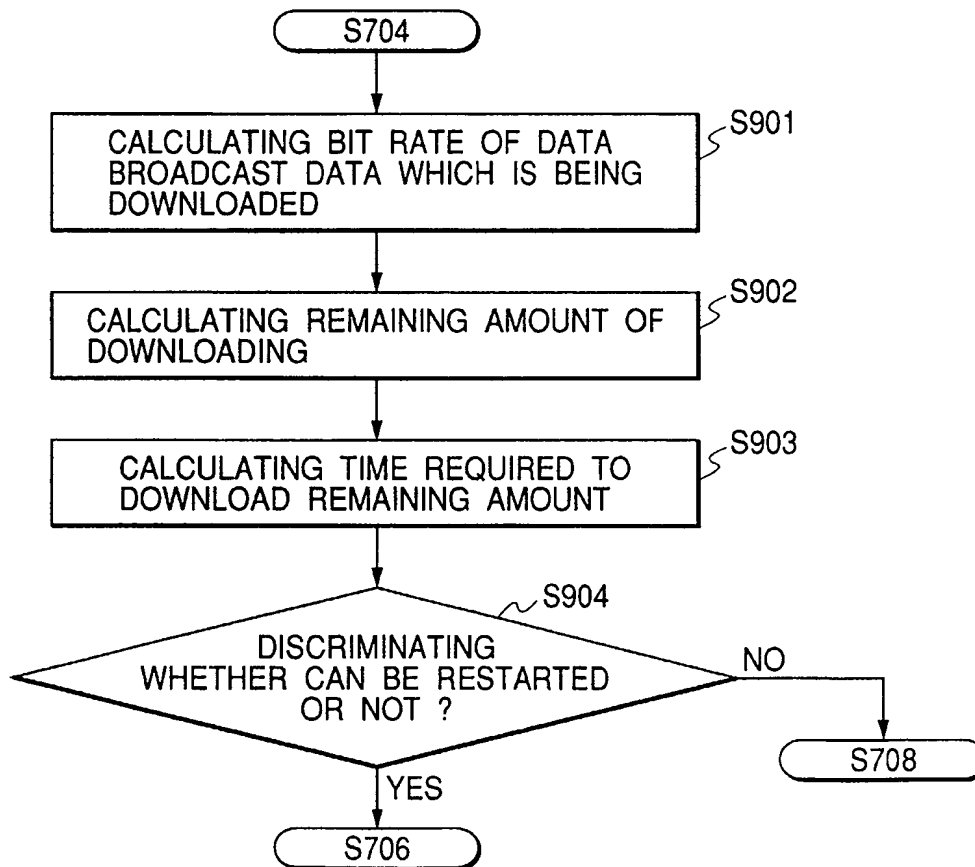 S704
S901
CALCULATING BIT RATE OF DATA
BROADCAST DATA WHICH IS BEING
DOWNLOADED
S902
CALCULATING REMAINING AMOUNT OF
DOWNLOADING
S903
CALCULATING TIME REQUIRED TO
DOWNLOAD REMAINING AMOUNT
S904
DISCRIMINATING
WHETHER CAN BE RESTARTED
OR NOT ?
NO
S708
YES
S706